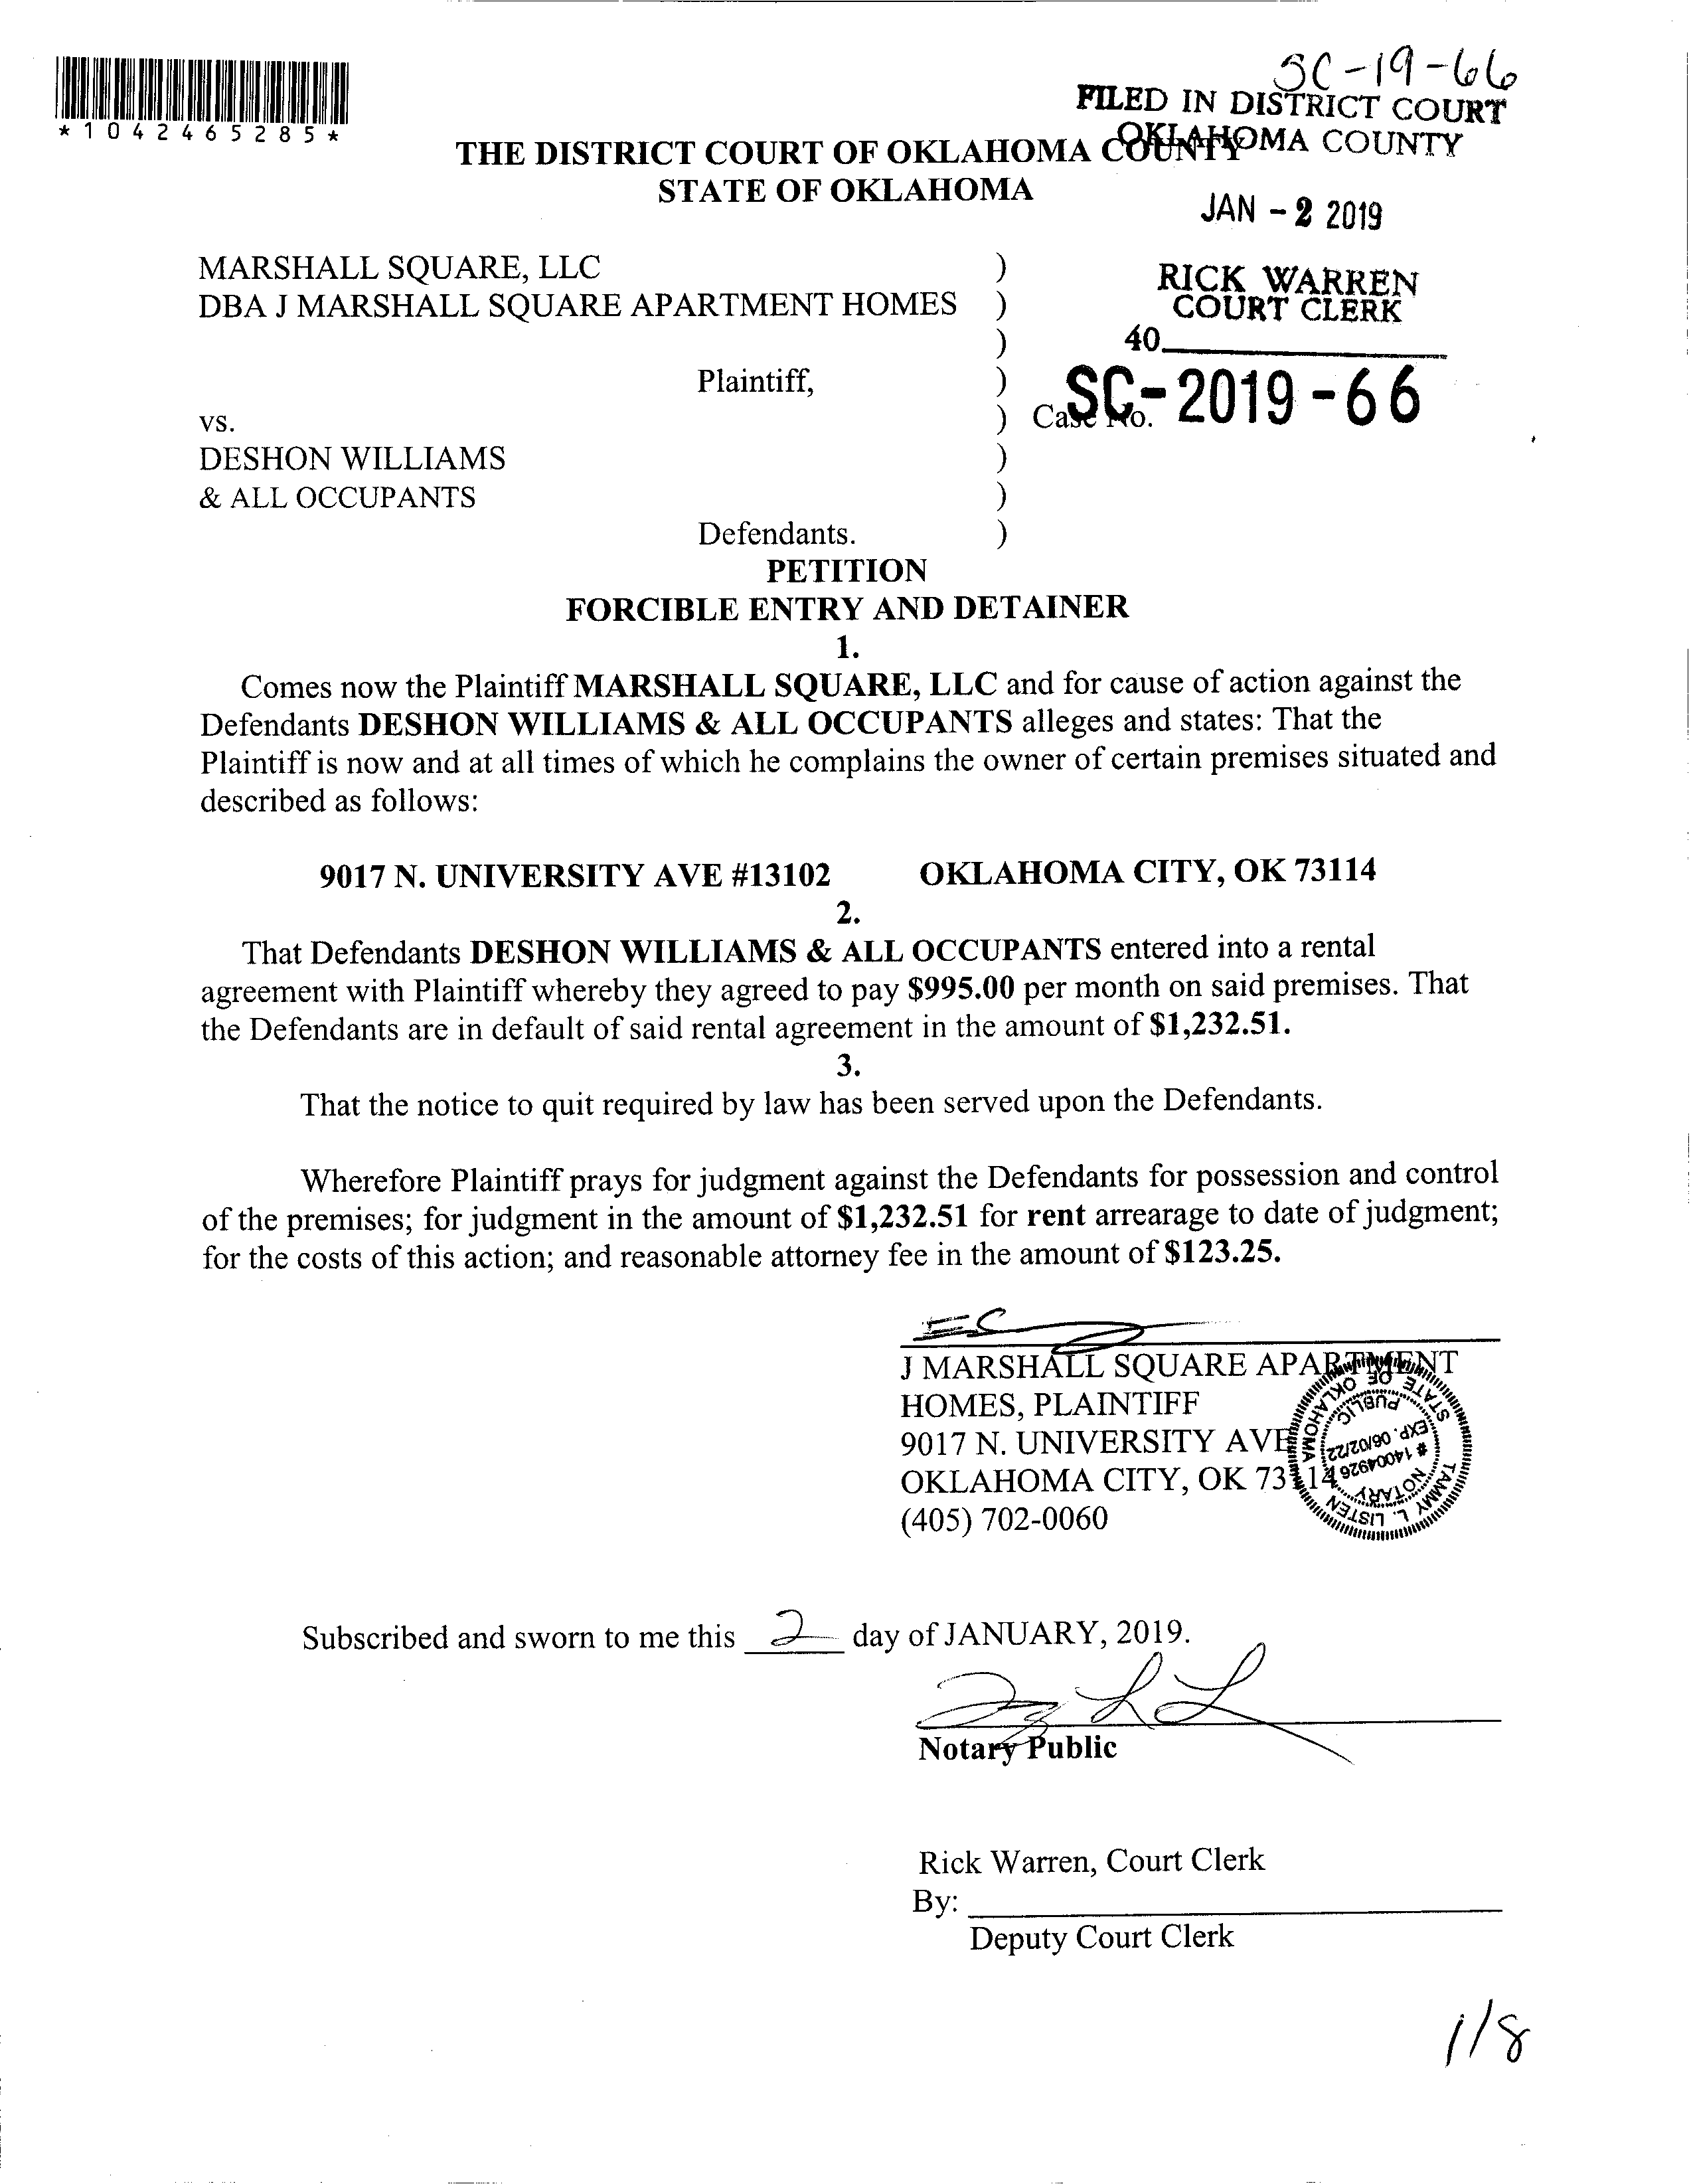 SC-19-66
FILED IN DISTRICT COURT
OKLAHOMA COUNTY
*1042465285*
THE DISTRICT COURT OF OKLAHOMA COUNTY
STATE OF OKLAHOMA
JAN - 2 2019
MARSHALL SQUARE, LLC )
DBA J MARSHALL SQUARE APARTMENT HOMES )
RICK WARREN
COURT CLERK
)
40
Plaintiff, )
vs. ) Case No. SC-2019-66
DESHON WILLIAMS )
& ALL OCCUPANTS )
Defendants. )
PETITION
FORCIBLE ENTRY AND DETAINER
1.
Comes now the Plaintiff MARSHALL SQUARE, LLC and for cause of action against the
Defendants DESHON WILLIAMS & ALL OCCUPANTS alleges and states: That the
Plaintiff is now and at all times of which he complains the owner of certain premises situated and
described as follows:
9017 N. UNIVERSITY AVE #13102 OKLAHOMA CITY, OK 73114
2.
That Defendants DESHON WILLIAMS & ALL OCCUPANTS entered into a rental
agreement with Plaintiff whereby they agreed to pay $995.00 per month on said premises. That
the Defendants are in default of said rental agreement in the amount of $1,232.51.
3.
That the notice to quit required by law has been served upon the Defendants.
Wherefore Plaintiff prays for judgment against the Defendants for possession and control
of the premises; for judgment in the amount of $1,232.51 for rent arrearage to date of judgment;
for the costs of this action; and reasonable attorney fee in the amount of $123.25.
J MARSHALL SQUARE APARTMENT
HOMES, PLAINTIFF
9017 N. UNIVERSITY AVE
OKLAHOMA CITY, OK 73114
(405) 702-0060
TAMMY L. LISTEN
NOTARY
# 14004926
EXP. 06/02/22
PUBLIC
STATE OF OKLAHOMA
Subscribed and sworn to me this 2 day of JANUARY, 2019.
Notary Public
Rick Warren, Court Clerk
By:
Deputy Court Clerk
1/8